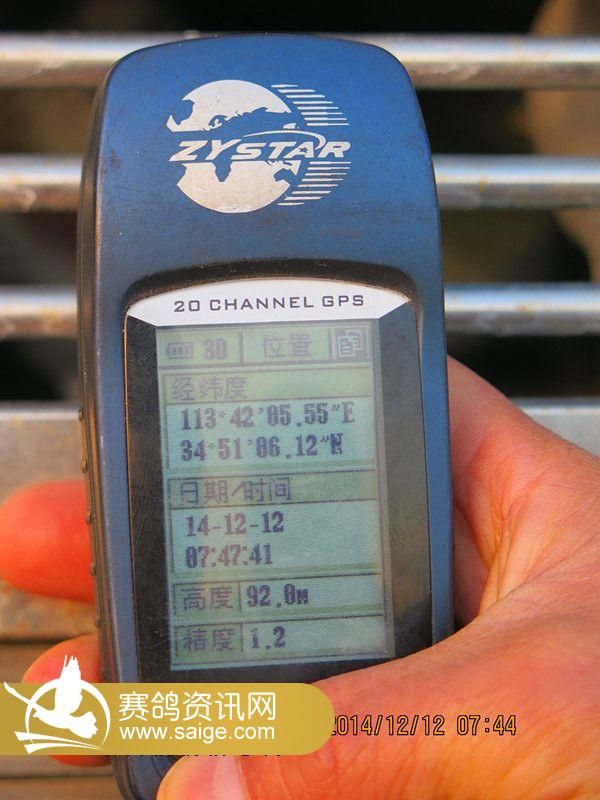 ZYSTAR
20 CHANNEL GPS
3D 位置
经纬度
113°42'05.55"E
34°51'06.12"N
日期/时间
14-12-12
07:47:41
高度 92.0м
精度 1.2
赛鸽资讯网
www.saige.com
2014/12/12 07:44